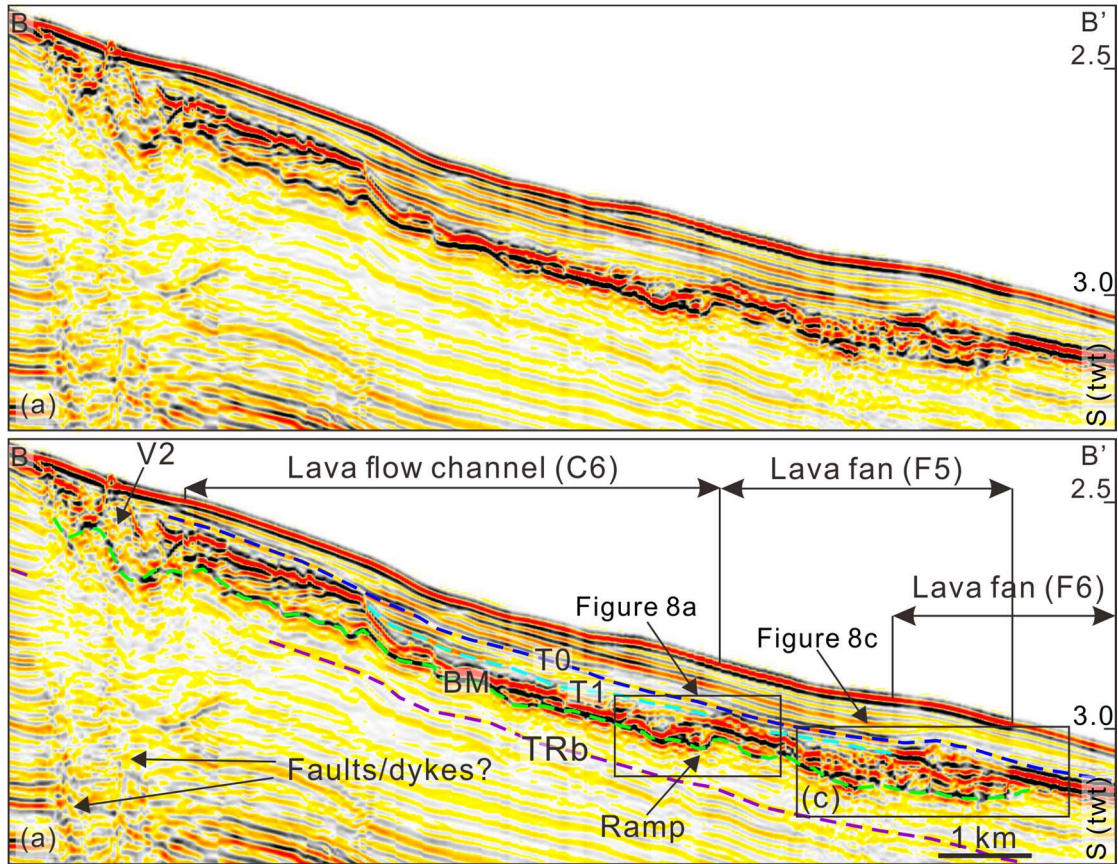 B
B’
2.5
3.0
S (twt)
(a)
B
V2
B’
Lava flow channel (C6)
Lava fan (F5)
2.5
Lava fan (F6)
Figure 8a
Figure 8c
T0
BM
T1
3.0
TRb
Faults/dykes?
(c)
Ramp
1 km
(a)
S (twt)